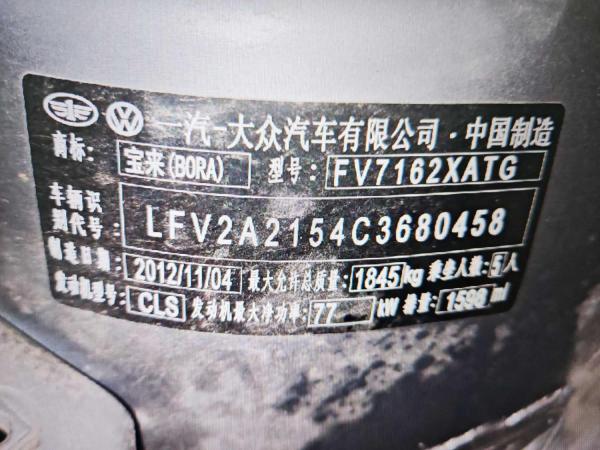 一汽-大众汽车有限公司·中国制造
商标: 宝来(BORA) 型号: FV7162XATG
车辆识别代号: LFV2A2154C3680458
制造日期: 2012/11/04 最大允许总质量: 1845kg 乘坐人数: 5人
发动机型号: CLS 发动机最大净功率: 77 kW 排量: 1598 ml